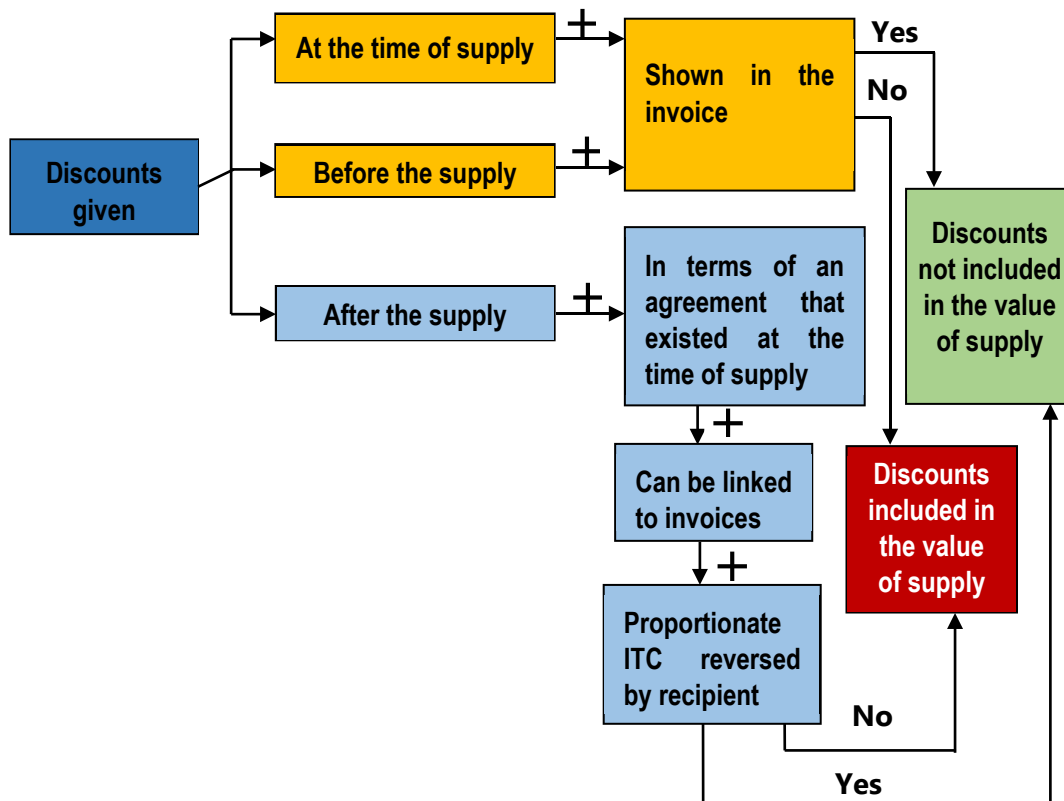 At the time of supply
+
Shown in the
invoice
Yes
No
Discounts
given
Before the supply
+
Discounts
not included
in the value
of supply
After the supply
+
In terms of an
agreement that
existed at the
time of supply
+
Can be linked
to invoices
+
Discounts
included in
the value
of supply
Proportionate
ITC reversed
by recipient
No
Yes